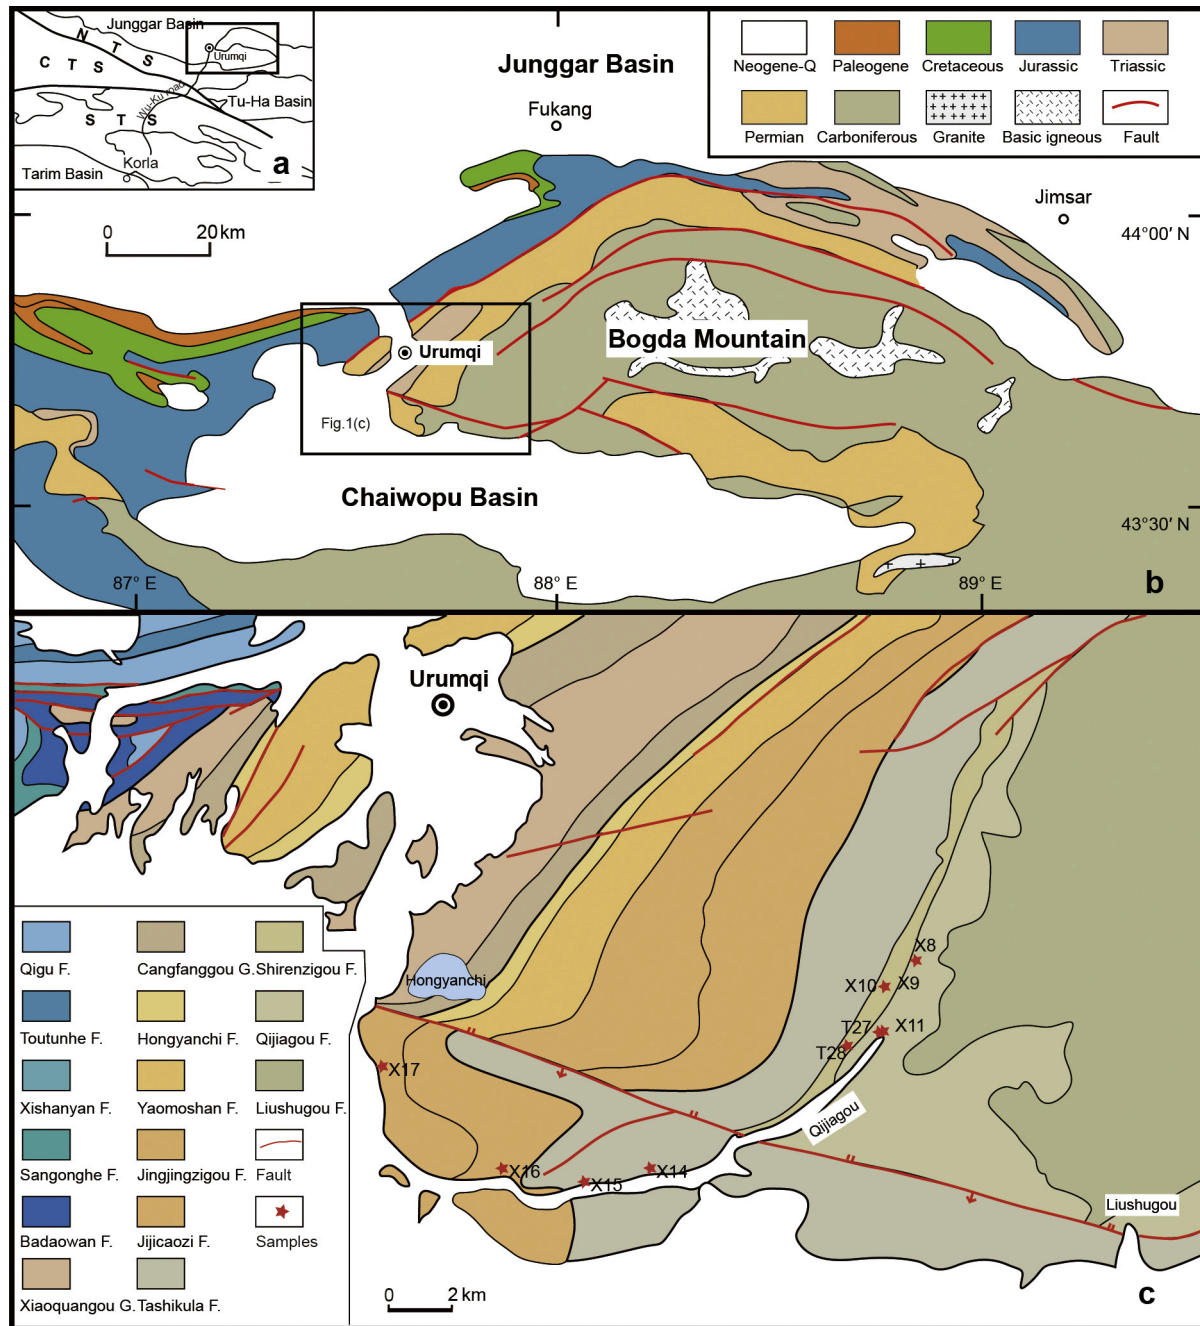 Junggar Basin
N T S
Urumqi
C T S
Wu-Ku road
Tu-Ha Basin
S T S
Korla
Tarim Basin
a
0 20 km
Junggar Basin
Fukang
Neogene-Q Paleogene Cretaceous Jurassic Triassic
Permian Carboniferous Granite Basic igneous Fault
Jimsar
44°00′ N
Bogda Mountain
Urumqi
Fig.1(c)
Chaiwopu Basin
43°30′ N
87° E 88° E 89° E
b
Urumqi
Hongyanchi
X8
X10 X9
T27 X11
T28
X17
Qijiagou
X16 X14
X15
Liushugou
Qigu F. Cangfanggou G. Shirenzigou F.
Toutunhe F. Hongyanchi F. Qijiagou F.
Xishanyan F. Yaomoshan F. Liushugou F.
Sangonghe F. Jingjingzigou F. Fault
Badaowan F. Jijicaozi F. Samples
Xiaoquangou G. Tashikula F.
0 2 km
c